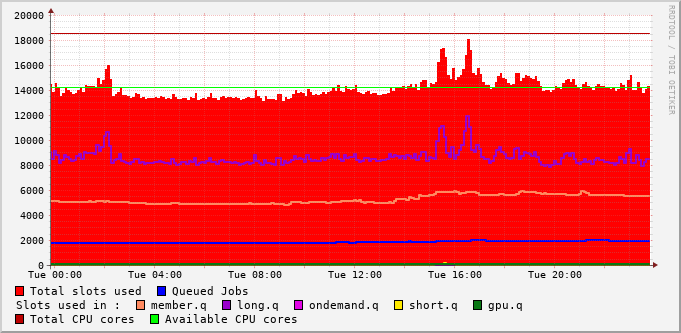 20000
18000
16000
14000
12000
10000
8000
6000
4000
2000
0
Tue 00:00 Tue 04:00 Tue 08:00 Tue 12:00 Tue 16:00 Tue 20:00
Total slots used Queued Jobs
Slots used in : member.q long.q ondemand.q short.q gpu.q
Total CPU cores Available CPU cores
RRDTOOL / TOBI OETIKER